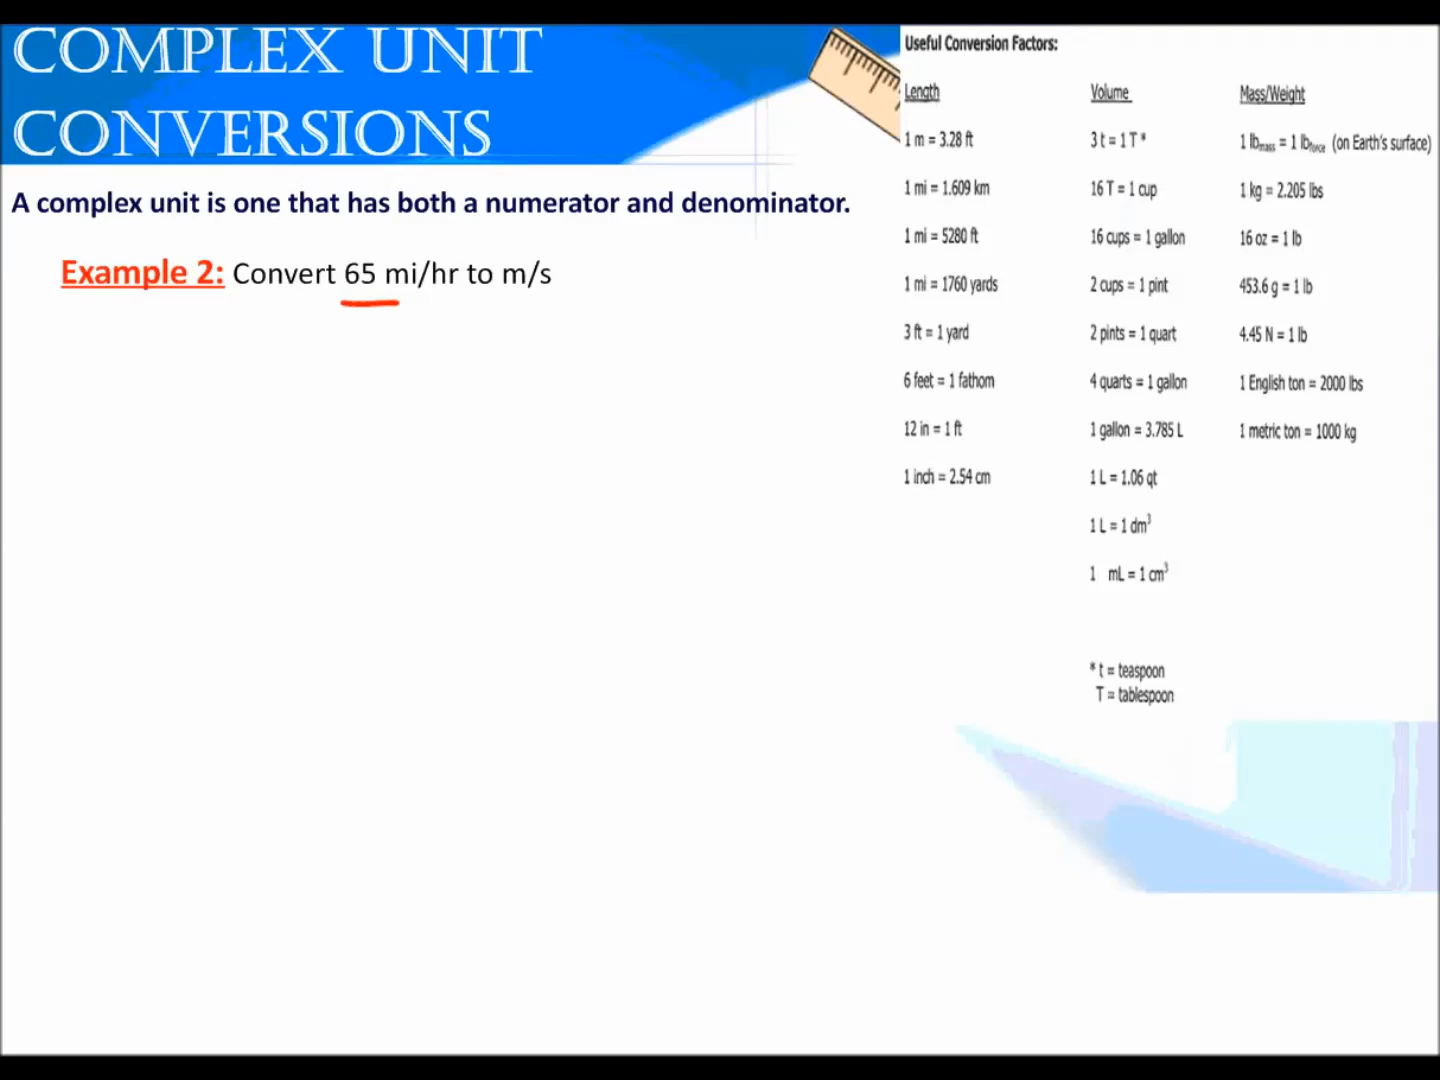 COMPLEX UNIT
CONVERSIONS
A complex unit is one that has both a numerator and denominator.
Example 2: Convert 65 mi/hr to m/s
Useful Conversion Factors:
Length
1 m = 3.28 ft
1 mi = 1.609 km
1 mi = 5280 ft
1 mi = 1760 yards
3 ft = 1 yard
6 feet = 1 fathom
12 in = 1 ft
1 inch = 2.54 cm
Volume
3 t = 1 T *
16 T = 1 cup
16 cups = 1 gallon
2 cups = 1 pint
2 pints = 1 quart
4 quarts = 1 gallon
1 gallon = 3.785 L
1 L = 1.06 qt
1 L = 1 dm³
1 mL = 1 cm³
* t = teaspoon
T = tablespoon
Mass/Weight
1 lbmass = 1 lbforce (on Earth's surface)
1 kg = 2.205 lbs
16 oz = 1 lb
453.6 g = 1 lb
4.45 N = 1 lb
1 English ton = 2000 lbs
1 metric ton = 1000 kg